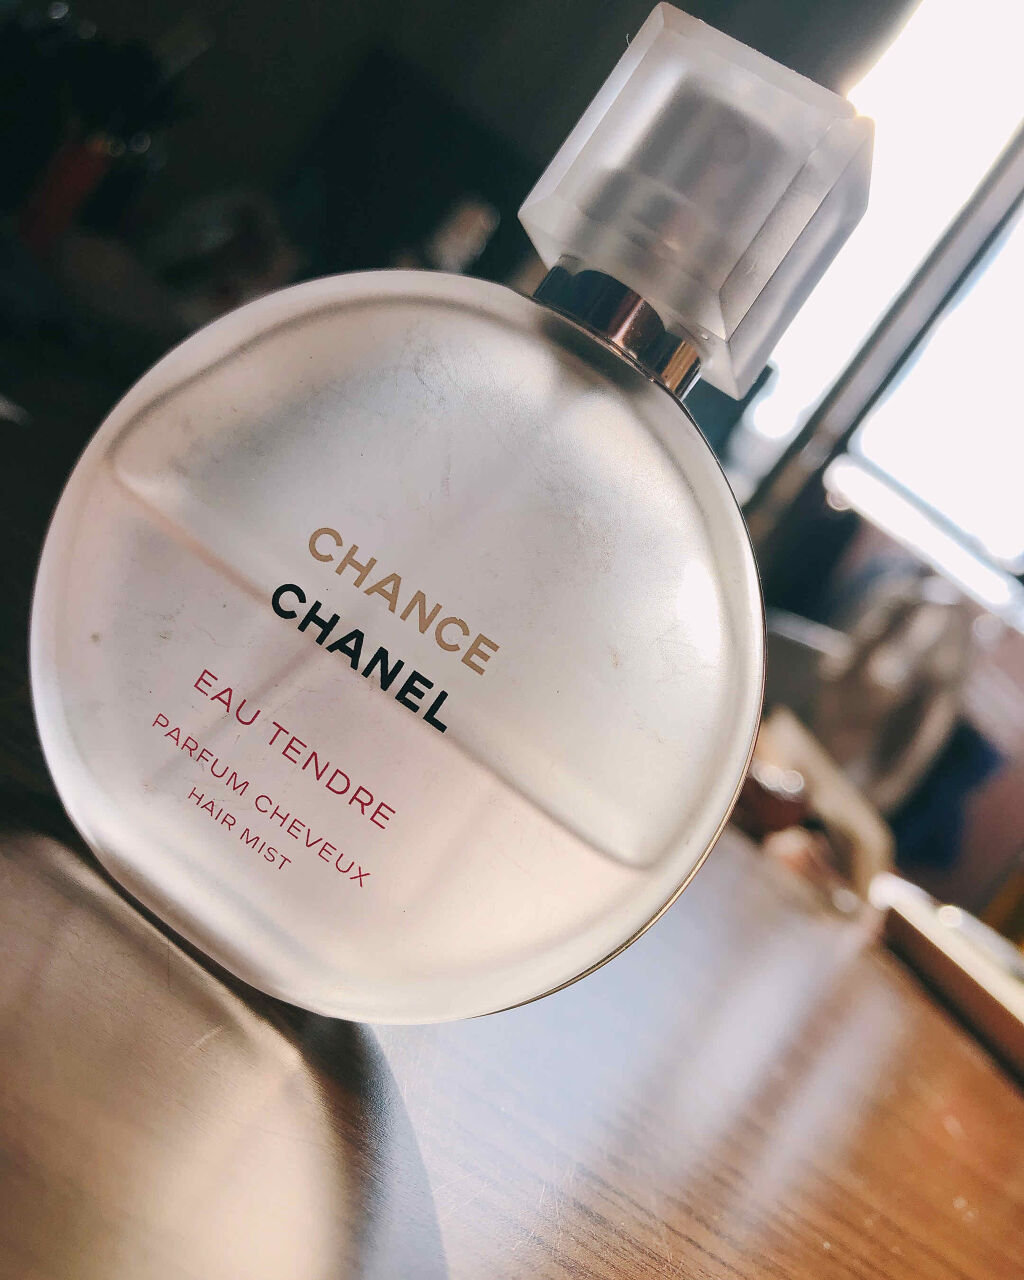 CHANCE
CHANEL
EAU TENDRE
PARFUM CHEVEUX
HAIR MIST